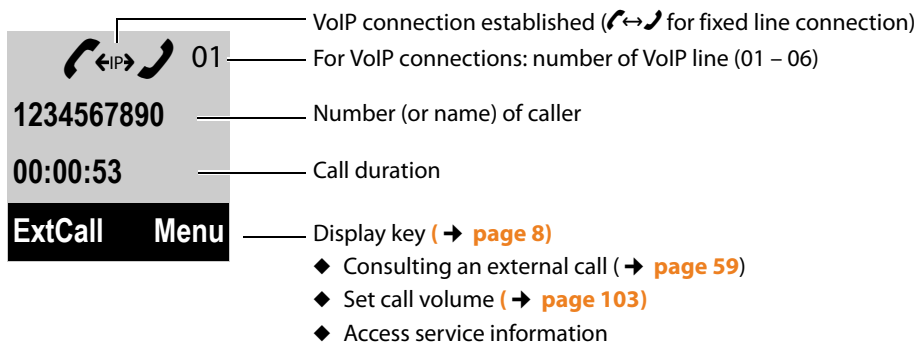 VoIP connection established (↔ for fixed line connection)
IP 01 For VoIP connections: number of VoIP line (01 – 06)
1234567890 Number (or name) of caller
00:00:53 Call duration
ExtCall Menu Display key (➔ page 8)
◆ Consulting an external call (➔ page 59)
◆ Set call volume (➔ page 103)
◆ Access service information